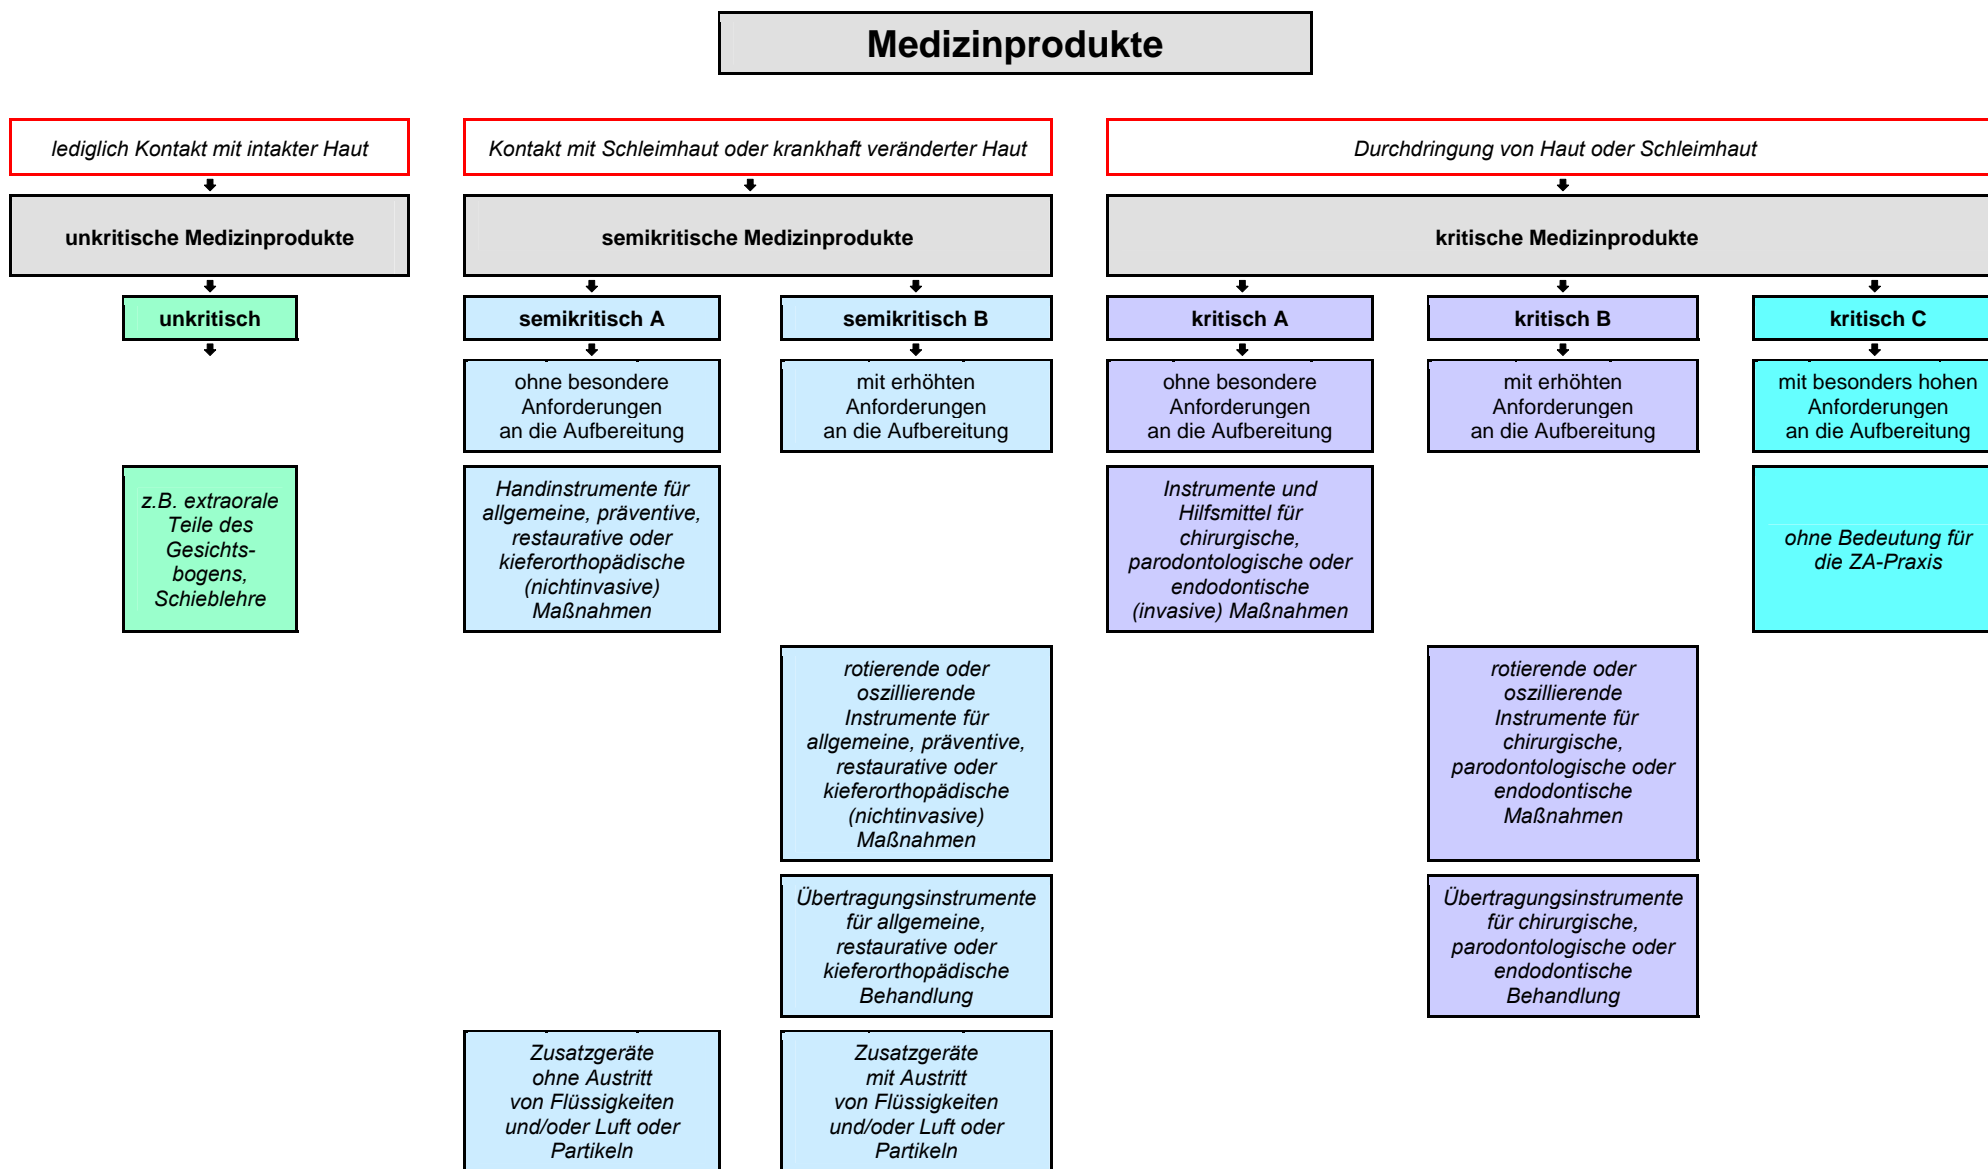 Medizinprodukte
lediglich Kontakt mit intakter Haut
Kontakt mit Schleimhaut oder krankhaft veränderter Haut
Durchdringung von Haut oder Schleimhaut
unkritische Medizinprodukte
semikritische Medizinprodukte
kritische Medizinprodukte
unkritisch
semikritisch A
semikritisch B
kritisch A
kritisch B
kritisch C
ohne besondere
Anforderungen
an die Aufbereitung
mit erhöhten
Anforderungen
an die Aufbereitung
ohne besondere
Anforderungen
an die Aufbereitung
mit erhöhten
Anforderungen
an die Aufbereitung
mit besonders hohen
Anforderungen
an die Aufbereitung
z.B. extraorale
Teile des
Gesichts-
bogens,
Schieblehre
Handinstrumente für
allgemeine, präventive,
restaurative oder
kieferorthopädische
(nichtinvasive)
Maßnahmen
Instrumente und
Hilfsmittel für
chirurgische,
parodontologische oder
endodontische
(invasive) Maßnahmen
ohne Bedeutung für
die ZA-Praxis
rotierende oder
oszillierende
Instrumente für
allgemeine, präventive,
restaurative oder
kieferorthopädische
(nichtinvasive)
Maßnahmen
rotierende oder
oszillierende
Instrumente für
chirurgische,
parodontologische oder
endodontische
Maßnahmen
Übertragungsinstrumente
für allgemeine,
restaurative oder
kieferorthopädische
Behandlung
Übertragungsinstrumente
für chirurgische,
parodontologische oder
endodontische
Behandlung
Zusatzgeräte
ohne Austritt
von Flüssigkeiten
und/oder Luft oder
Partikeln
Zusatzgeräte
mit Austritt
von Flüssigkeiten
und/oder Luft oder
Partikeln